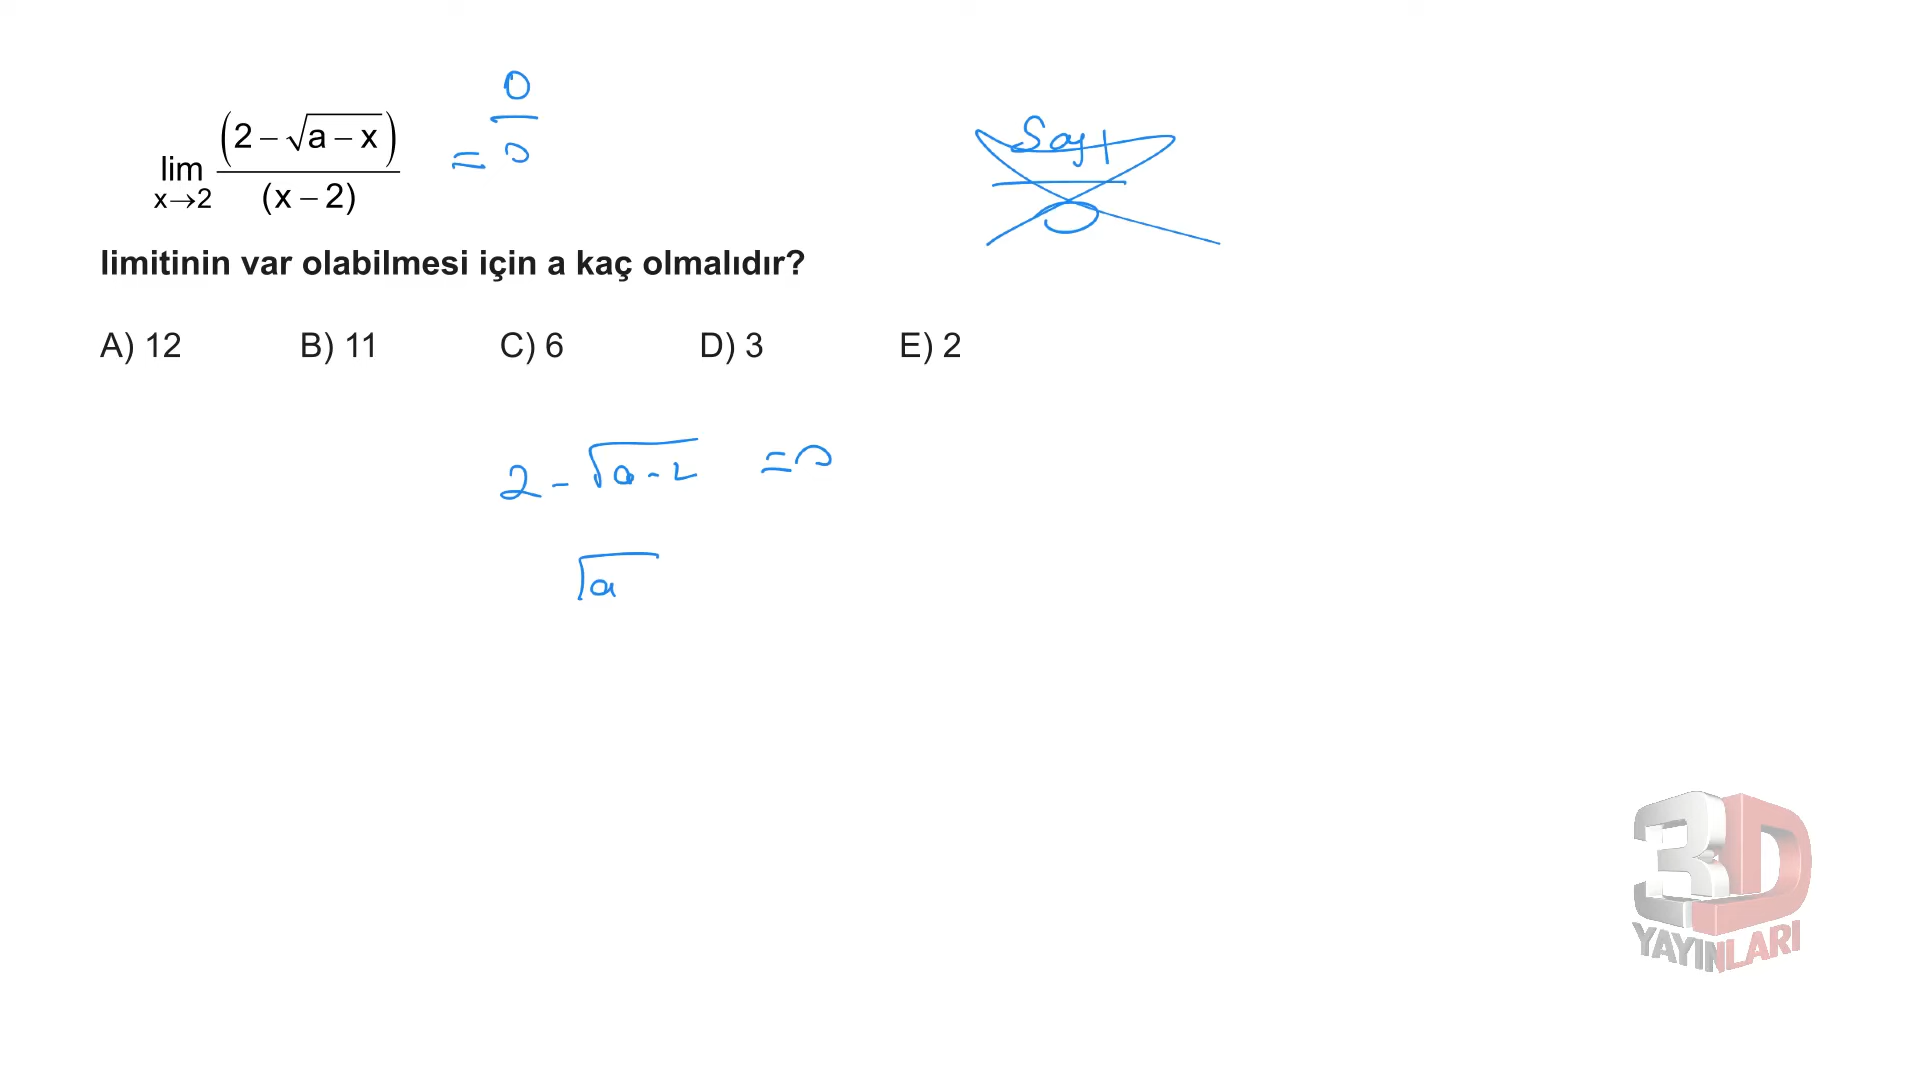 lim x→2 (2 – √a – x) / (x – 2) = 0 / 0
Sayı / 0
limitinin var olabilmesi için a kaç olmalıdır?
A) 12 B) 11 C) 6 D) 3 E) 2
2 - √a - 2 = 0
√a
3D
YAYINLARI